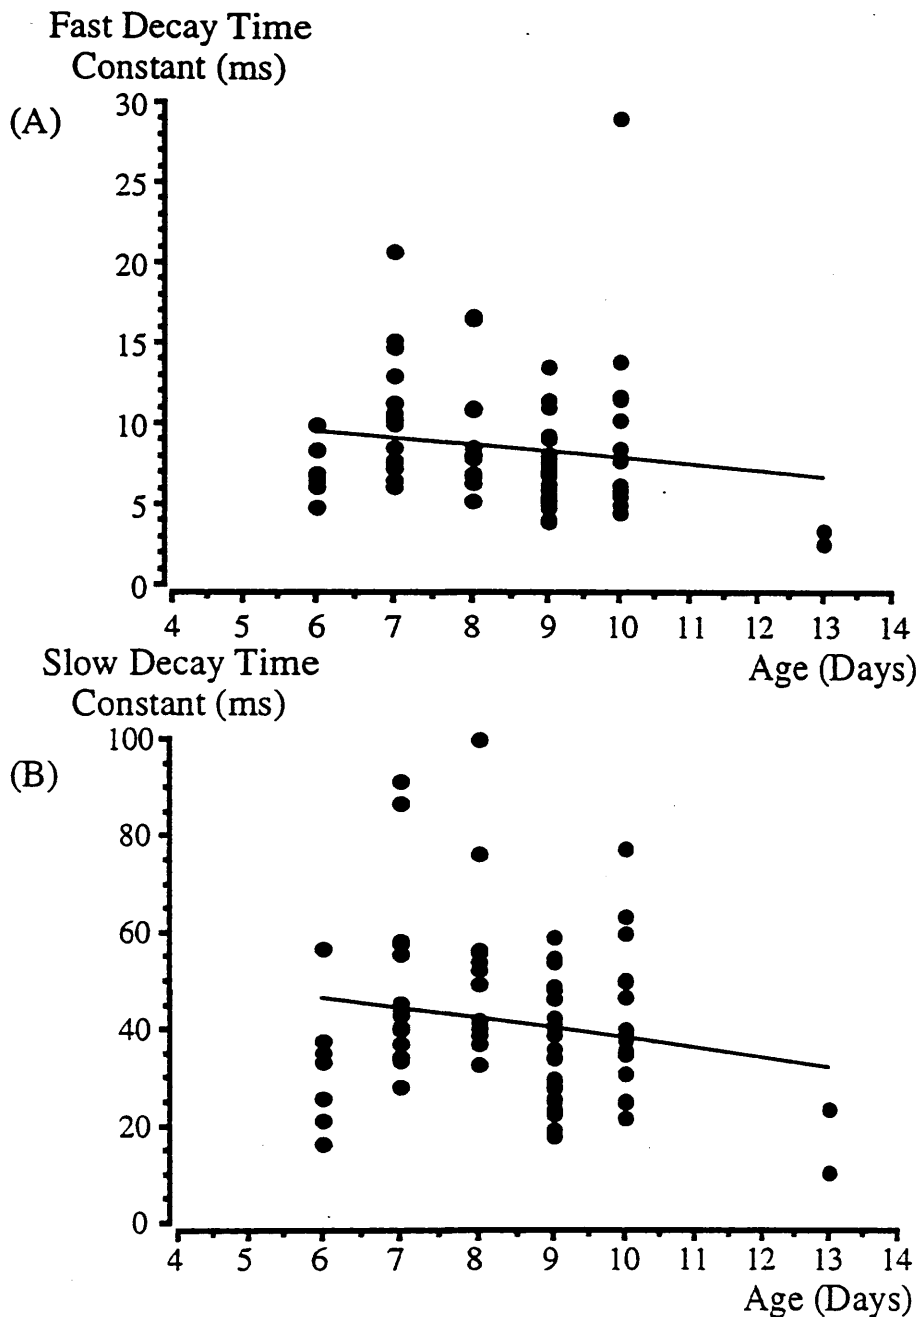 Fast Decay Time
Constant (ms)
(A)
30
25
20
15
10
5
0
4 5 6 7 8 9 10 11 12 13 14
Age (Days)
Slow Decay Time
Constant (ms)
(B)
100
80
60
40
20
0
4 5 6 7 8 9 10 11 12 13 14
Age (Days)